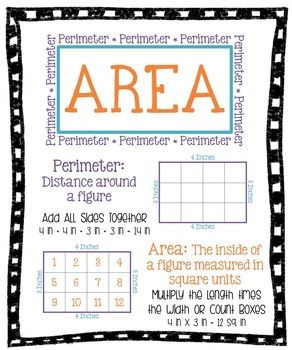 Perimeter * Perimeter * Perimeter
Perimeter * Perimeter
AREA
Perimeter * Perimeter
Perimeter * Perimeter * Perimeter
Perimeter:
Distance around
a figure
Add All Sides Together
4 in + 4 in + 3 in + 3 in = 14 in
4 Inches
3 Inches
3 Inches
4 Inches
4 Inches
3 Inches
1 2 3 4
5 6 7 8
9 10 11 12
3 Inches
4 Inches
Area: The inside of
a figure measured in
square units
Multiply the Length times
the Width or Count Boxes
4 in x 3 in = 12 sq in